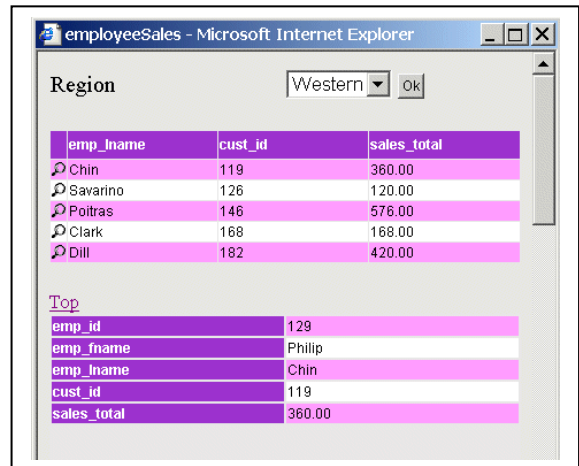 employeeSales - Microsoft Internet Explorer
Region Western Ok
emp_lname cust_id sales_total
Chin 119 360.00
Savarino 126 120.00
Poitras 146 576.00
Clark 168 168.00
Dill 182 420.00
Top
emp_id 129
emp_fname Philip
emp_lname Chin
cust_id 119
sales_total 360.00